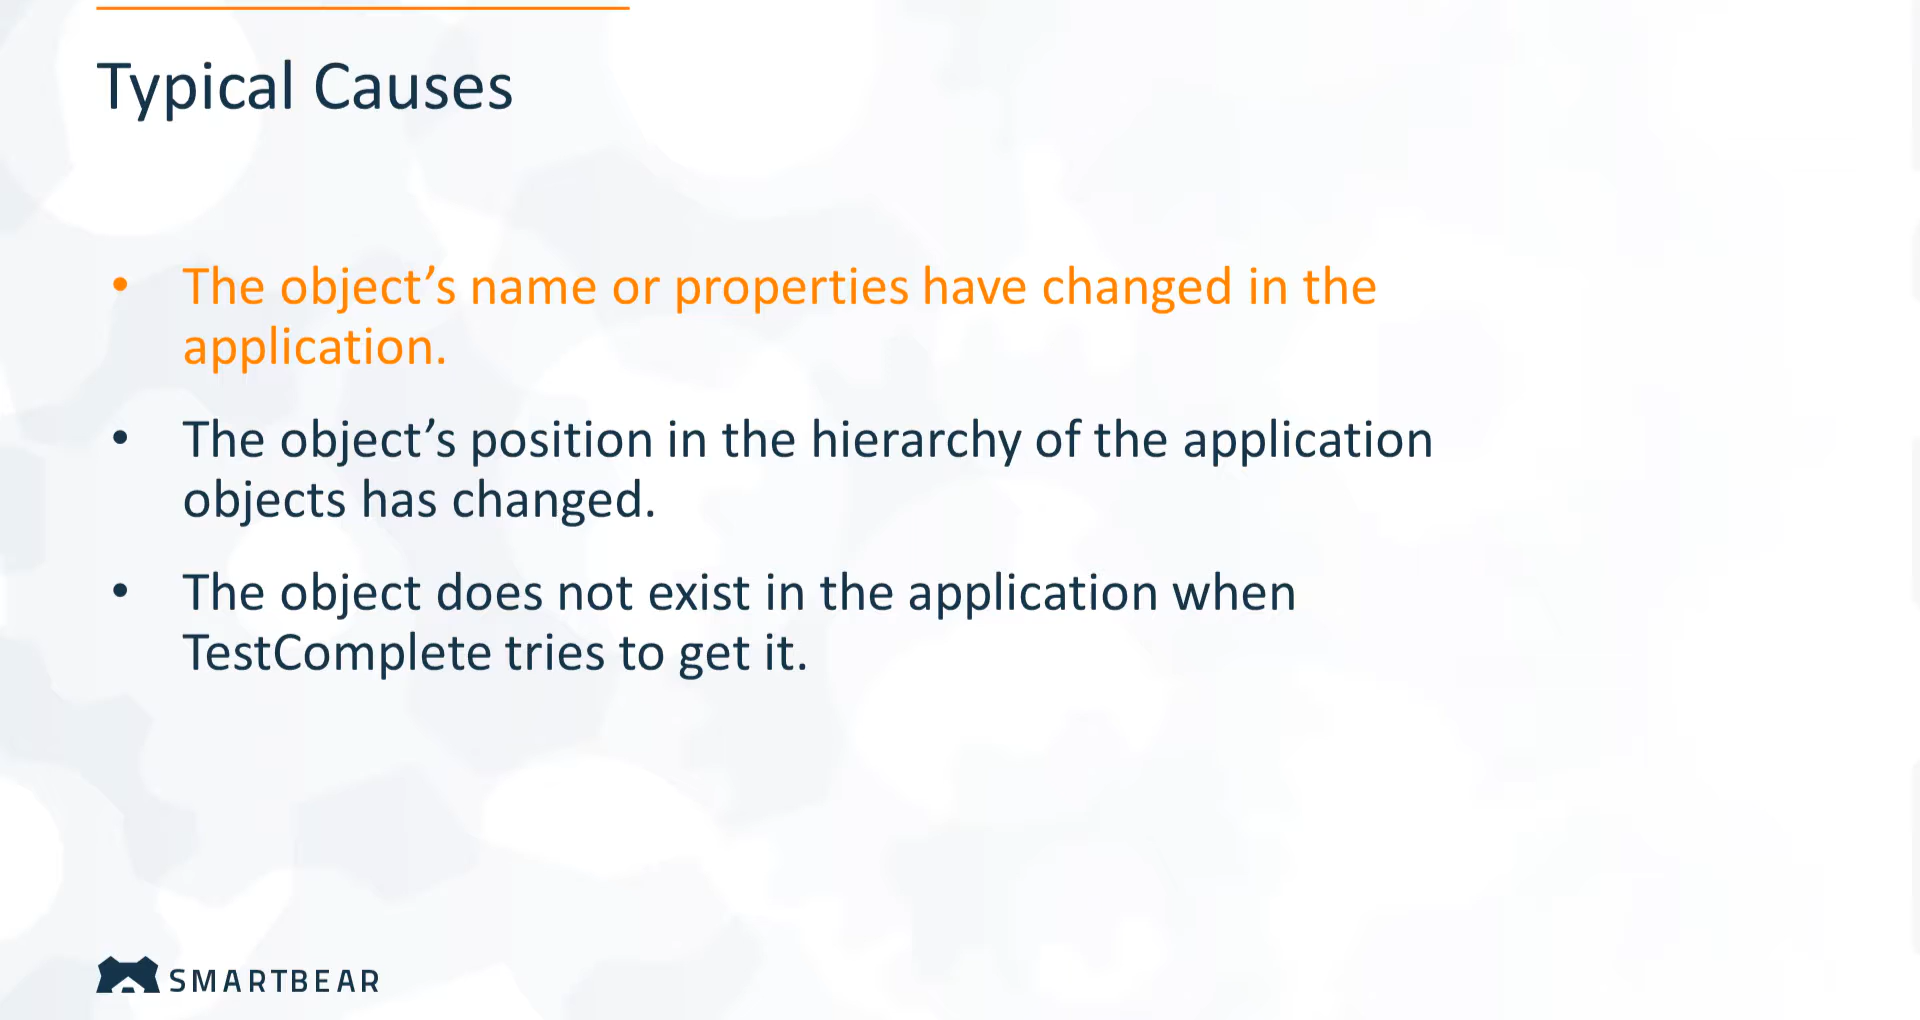 Typical Causes
• The object’s name or properties have changed in the
application.
• The object’s position in the hierarchy of the application
objects has changed.
• The object does not exist in the application when
TestComplete tries to get it.
SMARTBEAR